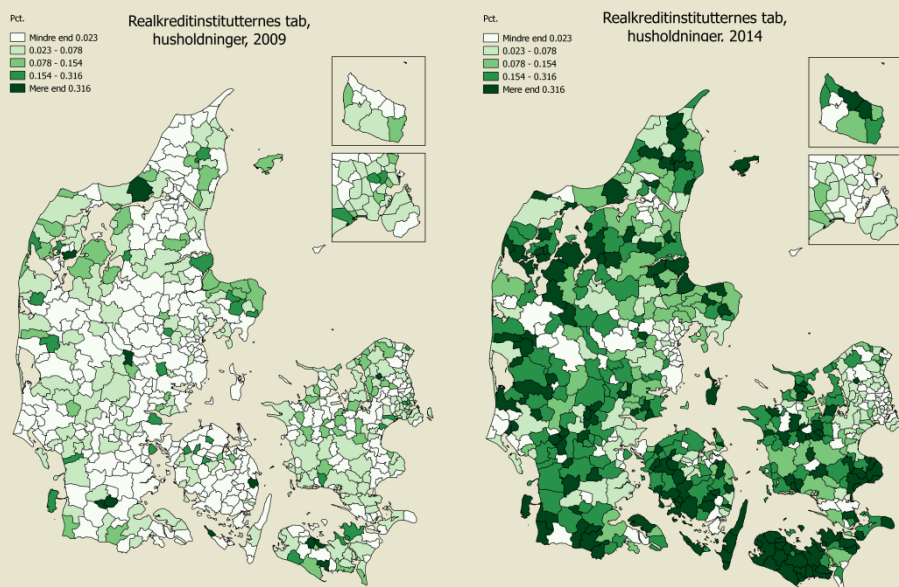 Pct.
Realkreditinstitutternes tab,
husholdninger, 2009
Mindre end 0.023
0.023 - 0.078
0.078 - 0.154
0.154 - 0.316
Mere end 0.316
Pct.
Realkreditinstitutternes tab,
husholdninger. 2014
Mindre end 0.023
0.023 - 0.078
0.078 - 0.154
0.154 - 0.316
Mere end 0.316